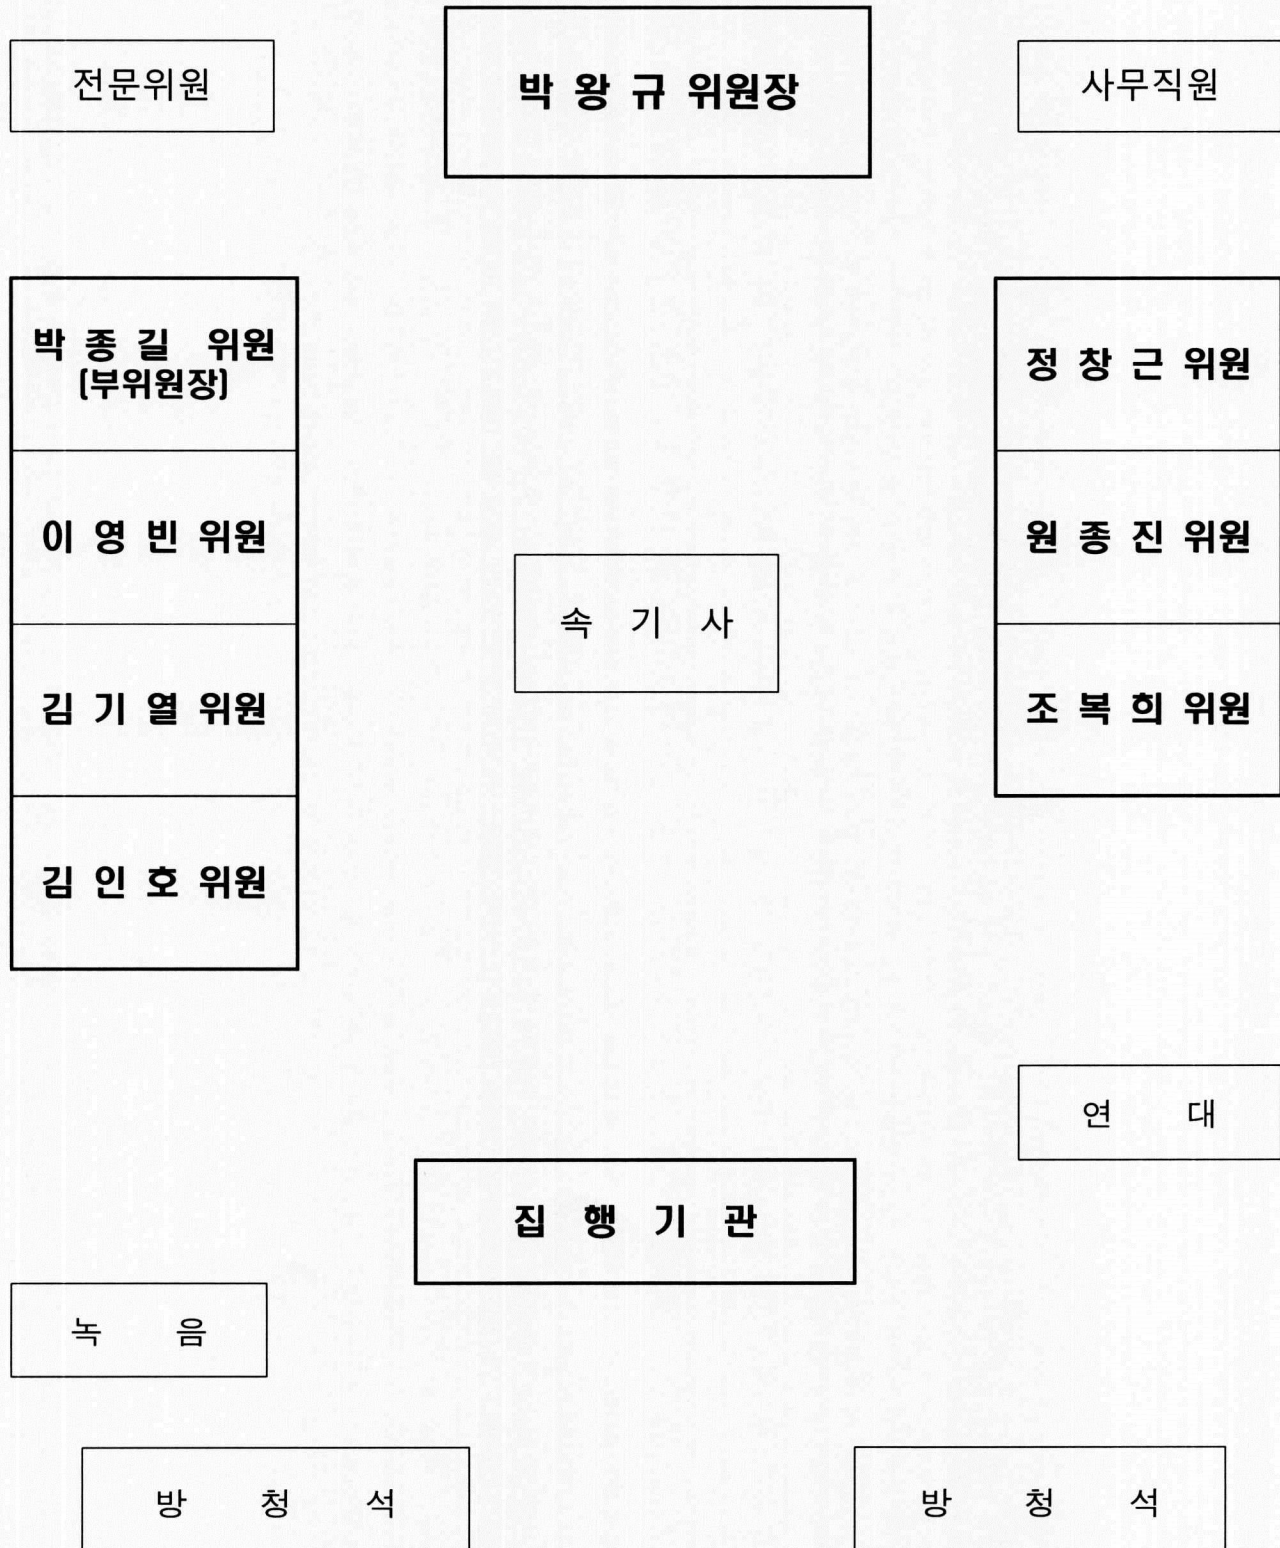 전문위원
박 왕 규 위원장
사무직원
박 종 길 위원
(부위원장)
이 영 빈 위원
김 기 열 위원
김 인 호 위원
속 기 사
정 창 근 위원
원 종 진 위원
조 복 희 위원
연 대
집 행 기 관
녹 음
방 청 석
방 청 석